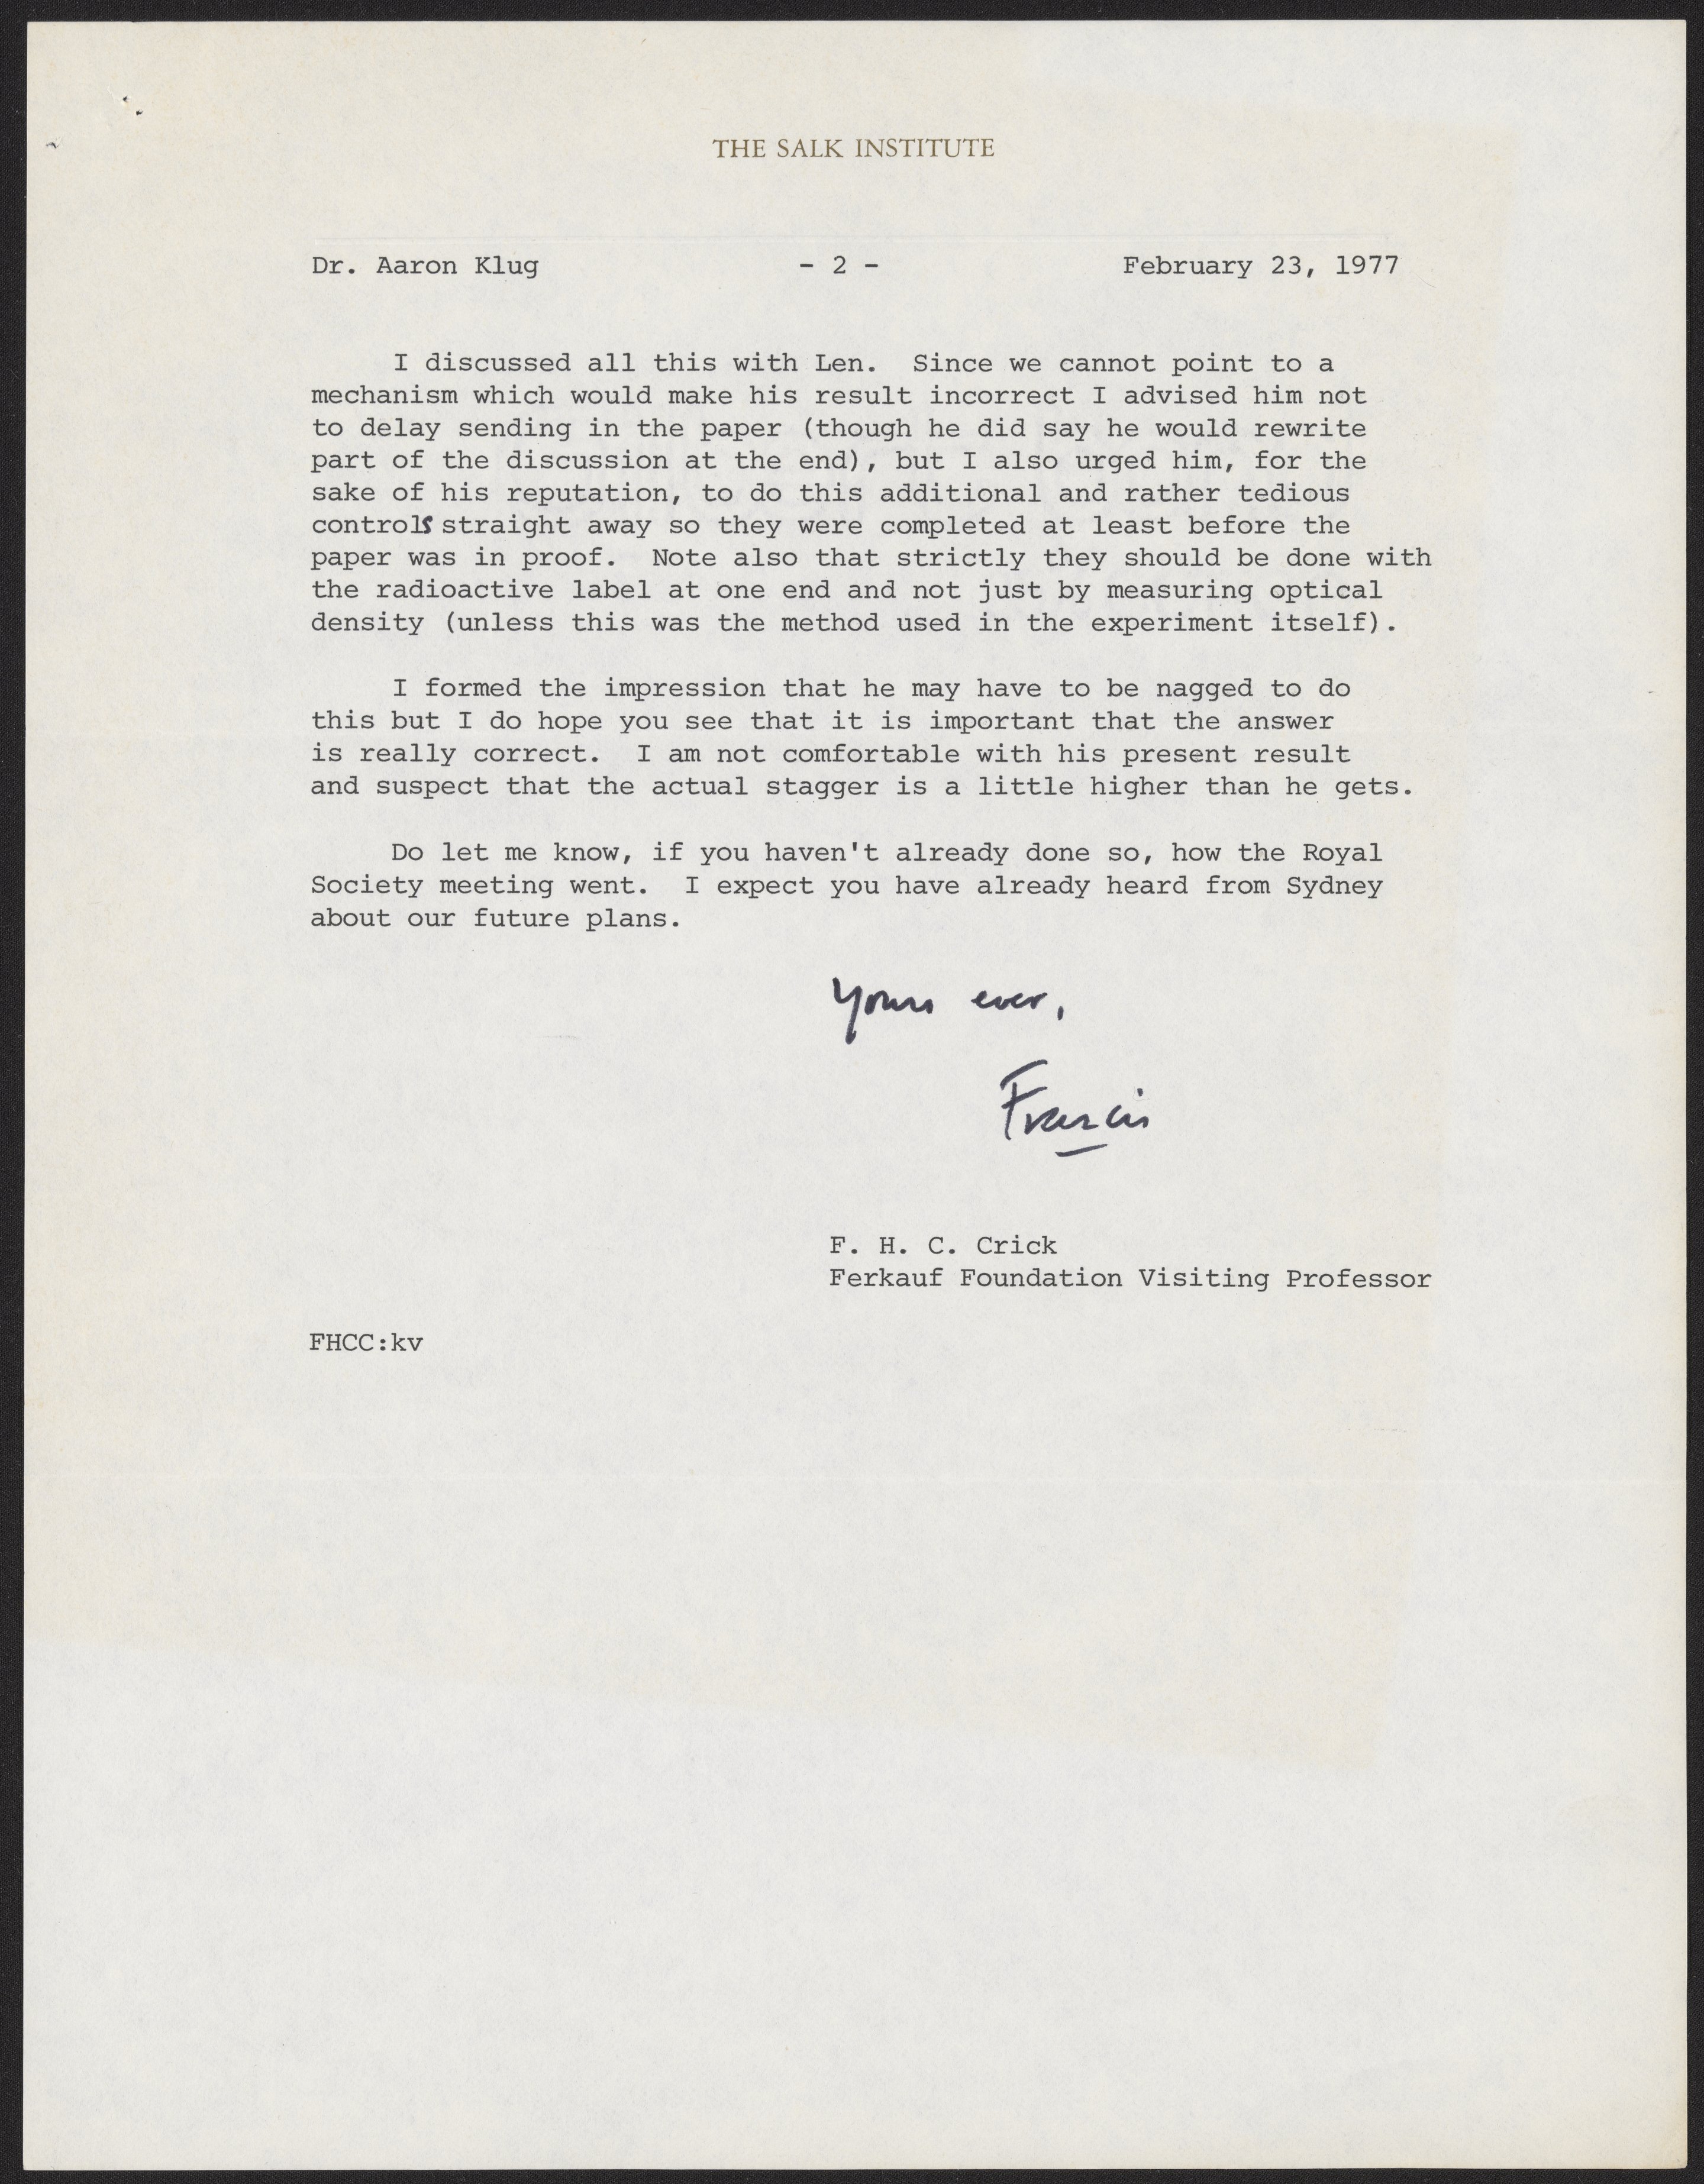 THE SALK INSTITUTE
Dr. Aaron Klug - 2 - February 23, 1977
I discussed all this with Len. Since we cannot point to a
mechanism which would make his result incorrect I advised him not
to delay sending in the paper (though he did say he would rewrite
part of the discussion at the end), but I also urged him, for the
sake of his reputation, to do this additional and rather tedious
controls straight away so they were completed at least before the
paper was in proof. Note also that strictly they should be done with
the radioactive label at one end and not just by measuring optical
density (unless this was the method used in the experiment itself).
I formed the impression that he may have to be nagged to do
this but I do hope you see that it is important that the answer
is really correct. I am not comfortable with his present result
and suspect that the actual stagger is a little higher than he gets.
Do let me know, if you haven't already done so, how the Royal
Society meeting went. I expect you have already heard from Sydney
about our future plans.
Yours ever,
Francis
F. H. C. Crick
Ferkauf Foundation Visiting Professor
FHCC:kv